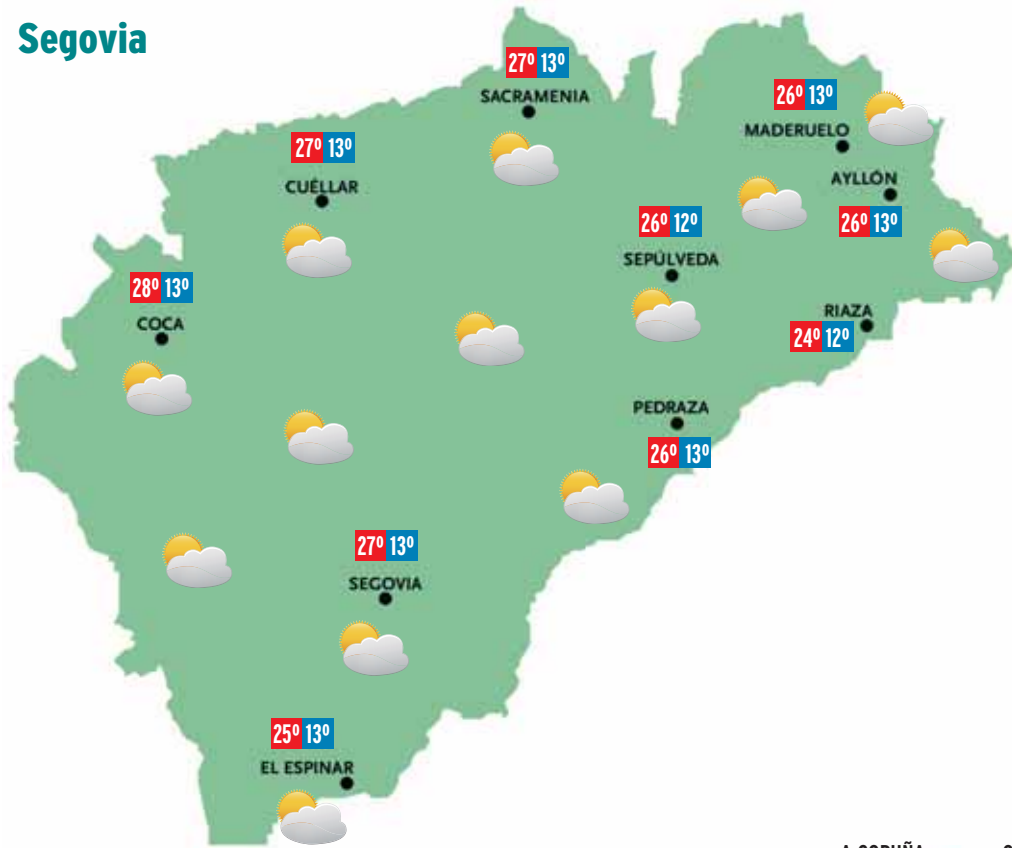 Segovia
27º 13º
SACRAMENIA
26º 13º
MADERUELO
27º 13º
CUÉLLAR
AYLLÓN
26º 13º
26º 12º
SEPÚLVEDA
28º 13º
COCA
RIAZA
24º 12º
PEDRAZA
26º 13º
27º 13º
SEGOVIA
25º 13º
EL ESPINAR
A CORUÑA